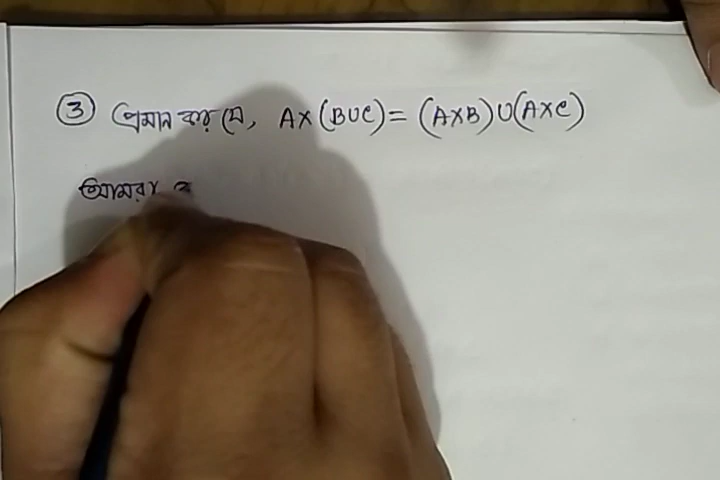 ③ প্রমান কর যে, A×(B∪C)=(A×B)∪(A×C)
আমরা